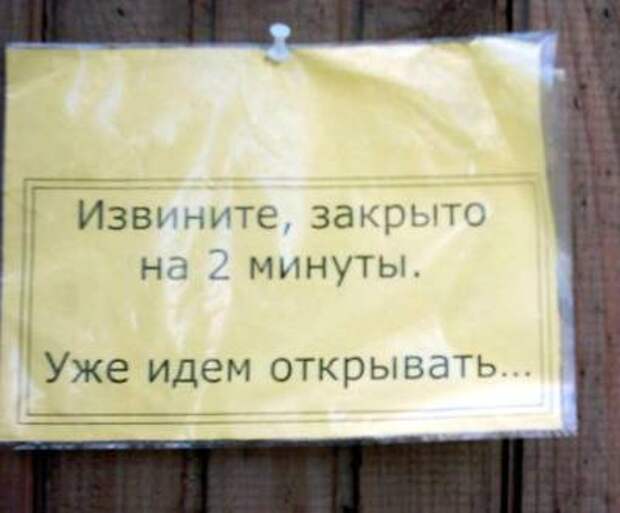 Извините, закрыто
на 2 минуты.
Уже идем открывать...